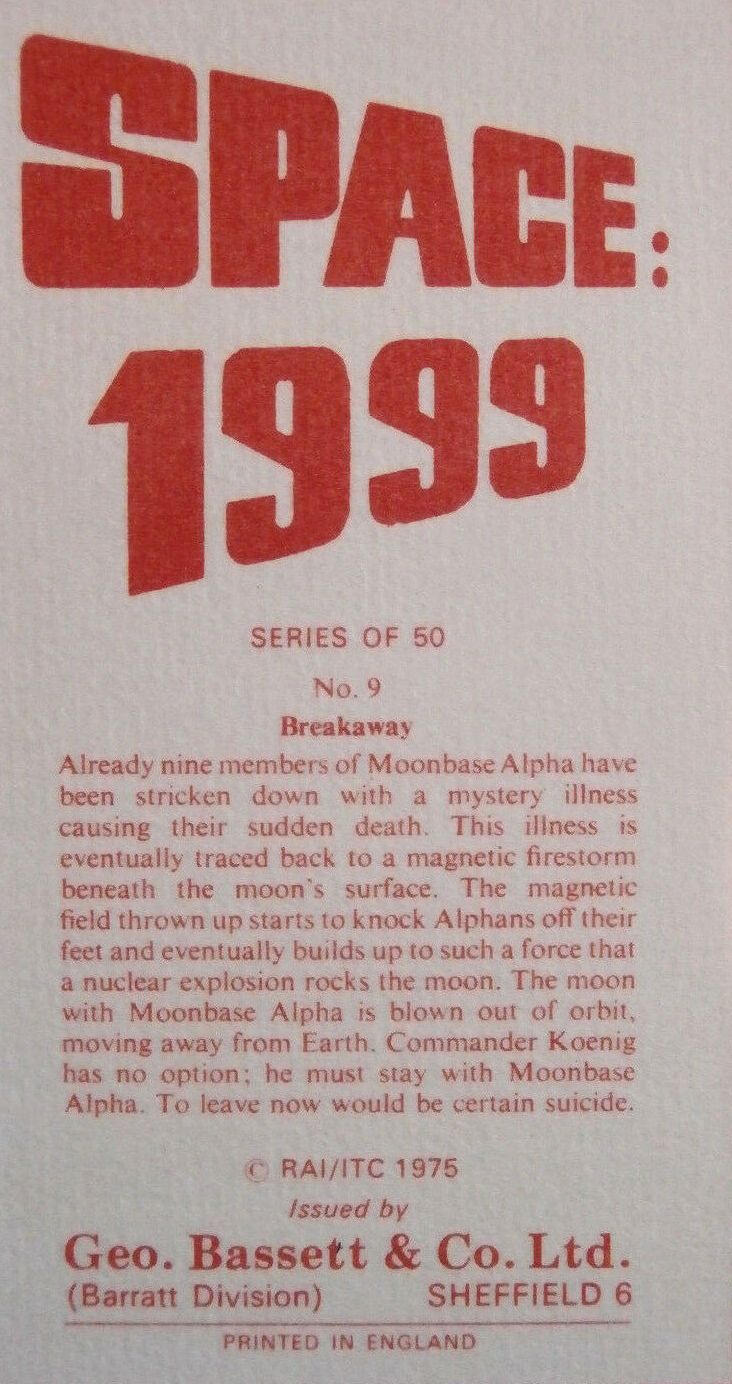 SPACE:
1999
SERIES OF 50
No. 9
Breakaway
Already nine members of Moonbase Alpha have
been stricken down with a mystery illness
causing their sudden death. This illness is
eventually traced back to a magnetic firestorm
beneath the moon's surface. The magnetic
field thrown up starts to knock Alphans off their
feet and eventually builds up to such a force that
a nuclear explosion rocks the moon. The moon
with Moonbase Alpha is blown out of orbit,
moving away from Earth. Commander Koenig
has no option; he must stay with Moonbase
Alpha. To leave now would be certain suicide.
© RAI/ITC 1975
Issued by
Geo. Bassett & Co. Ltd.
(Barratt Division) SHEFFIELD 6
PRINTED IN ENGLAND